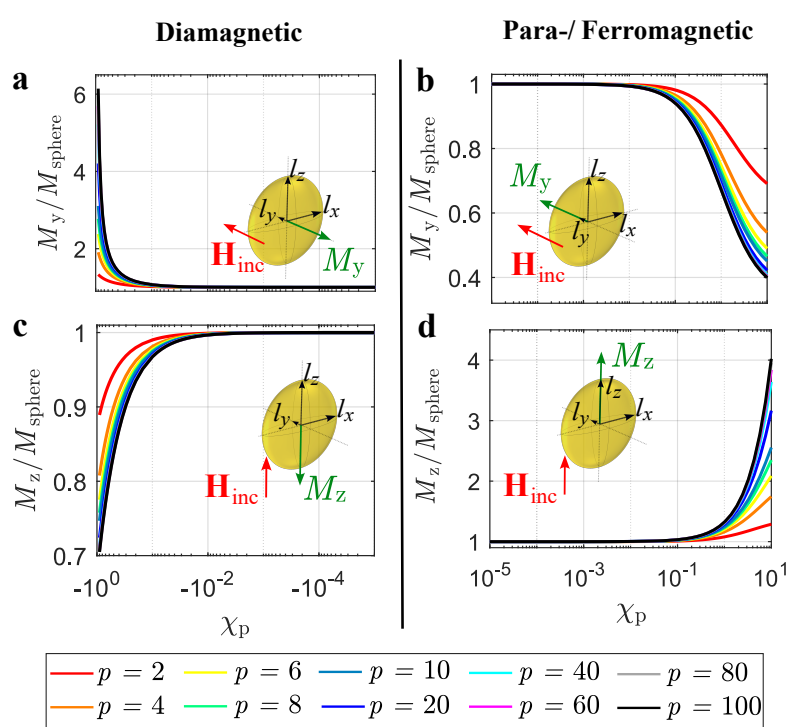 Diamagnetic
Para-/ Ferromagnetic
a
M_y/M_sphere
6
4
2
l_z
l_y
l_x
H_inc
M_y
b
M_y/M_sphere
1
0.8
0.6
0.4
M_y
l_z
l_y
l_x
H_inc
c
M_z/M_sphere
1
0.9
0.8
0.7
l_z
l_y
l_x
H_inc
M_z
-10^0
-10^-2
-10^-4
χ_p
d
M_z/M_sphere
4
3
2
1
M_z
l_z
l_y
l_x
H_inc
10^-5
10^-3
10^-1
10^1
χ_p
p = 2 p = 6 p = 10 p = 40 p = 80
p = 4 p = 8 p = 20 p = 60 p = 100